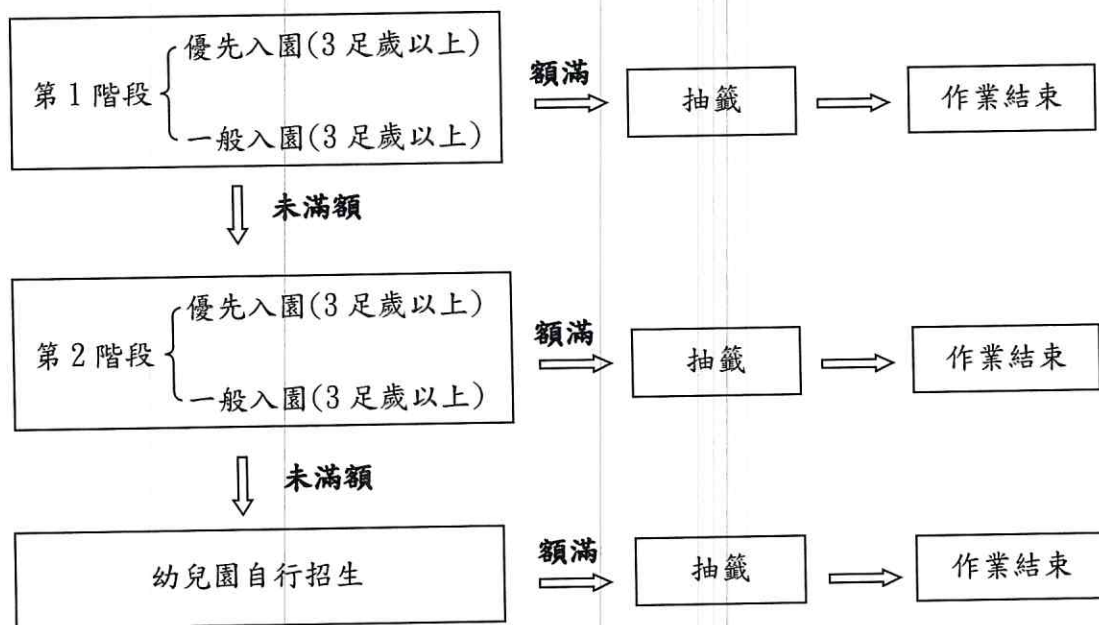 優先入園(3足歲以上)
第1階段
一般入園(3足歲以上)
額滿
抽籤
作業結束
未滿額
優先入園(3足歲以上)
第2階段
一般入園(3足歲以上)
額滿
抽籤
作業結束
未滿額
幼兒園自行招生
額滿
抽籤
作業結束